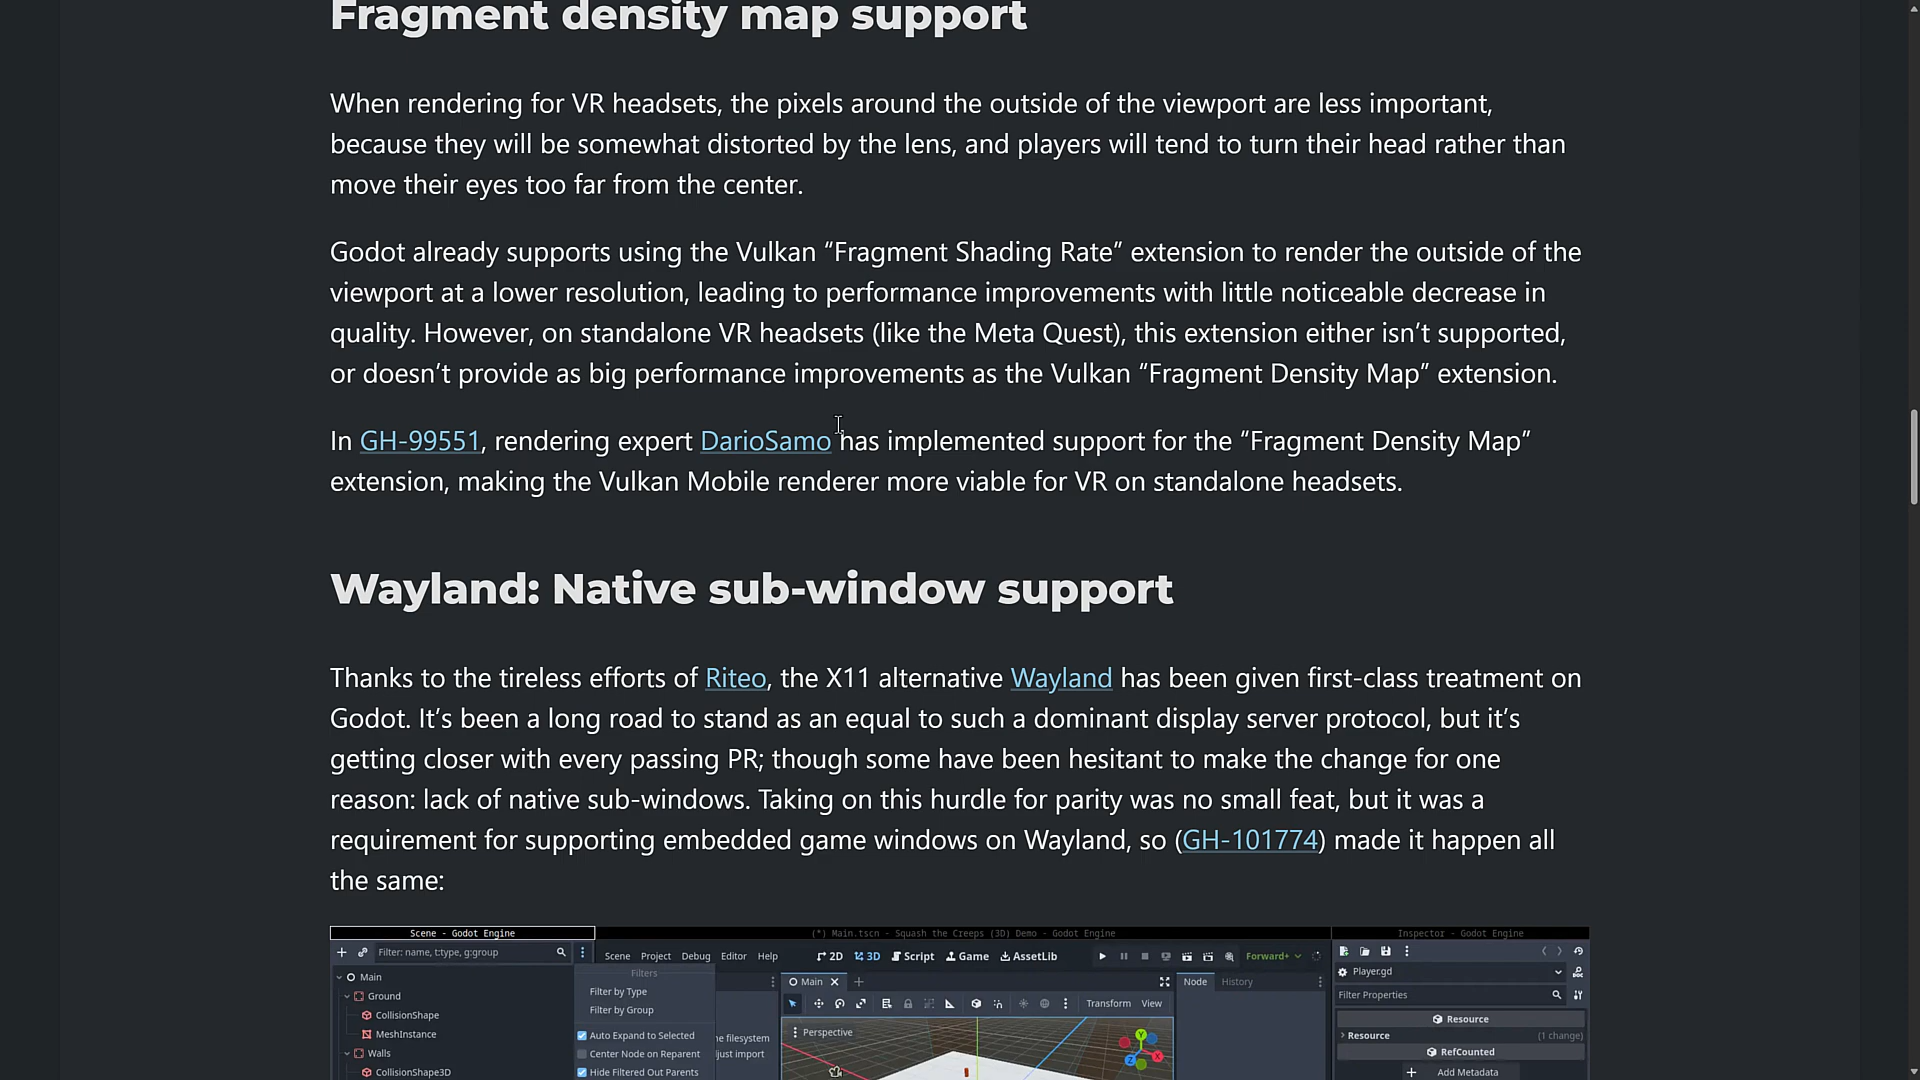 Fragment density map support
When rendering for VR headsets, the pixels around the outside of the viewport are less important,
because they will be somewhat distorted by the lens, and players will tend to turn their head rather than
move their eyes too far from the center.
Godot already supports using the Vulkan “Fragment Shading Rate” extension to render the outside of the
viewport at a lower resolution, leading to performance improvements with little noticeable decrease in
quality. However, on standalone VR headsets (like the Meta Quest), this extension either isn’t supported,
or doesn’t provide as big performance improvements as the Vulkan “Fragment Density Map” extension.
In GH-99551, rendering expert DarioSamo has implemented support for the “Fragment Density Map”
extension, making the Vulkan Mobile renderer more viable for VR on standalone headsets.
Wayland: Native sub-window support
Thanks to the tireless efforts of Riteo, the X11 alternative Wayland has been given first-class treatment on
Godot. It’s been a long road to stand as an equal to such a dominant display server protocol, but it’s
getting closer with every passing PR; though some have been hesitant to make the change for one
reason: lack of native sub-windows. Taking on this hurdle for parity was no small feat, but it was a
requirement for supporting embedded game windows on Wayland, so (GH-101774) made it happen all
the same:
Scene - Godot Engine
(*) Main.tscn - Squash the Creeps (3D) Demo - Godot Engine
Inspector - Godot Engine
Filter: name, t:type, g:group
Scene Project Debug Editor Help
2D 3D Script Game AssetLib
Forward+
Main
Ground
CollisionShape
MeshInstance
Walls
CollisionShape3D
Filters
Filter by Type
Filter by Group
Auto Expand to Selected
Center Node on Reparent
Hide Filtered Out Parents
he filesystem
just import
Main
Transform View
Perspective
Y
X
Z
Node History
Player.gd
Filter Properties
Resource
Resource (1 change)
RefCounted
Add Metadata